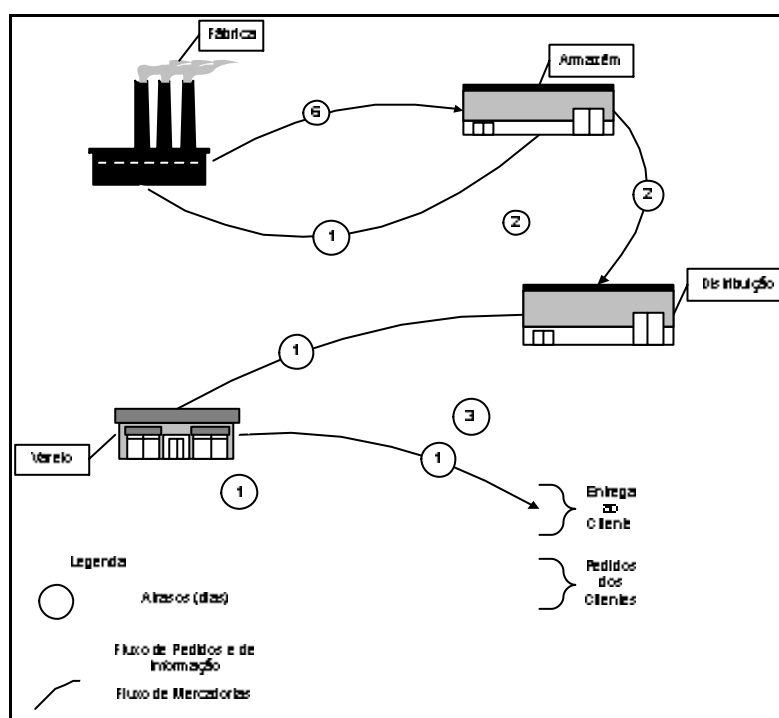 Fábrica
Armazém
6
2
1
2
Distribuição
1
3
Varejo
1
1
Entrega
ao
Cliente
Legenda
Pedidos
dos
Clientes
Atrasos (dias)
Fluxo de Pedidos e de
Informação
Fluxo de Mercadorias